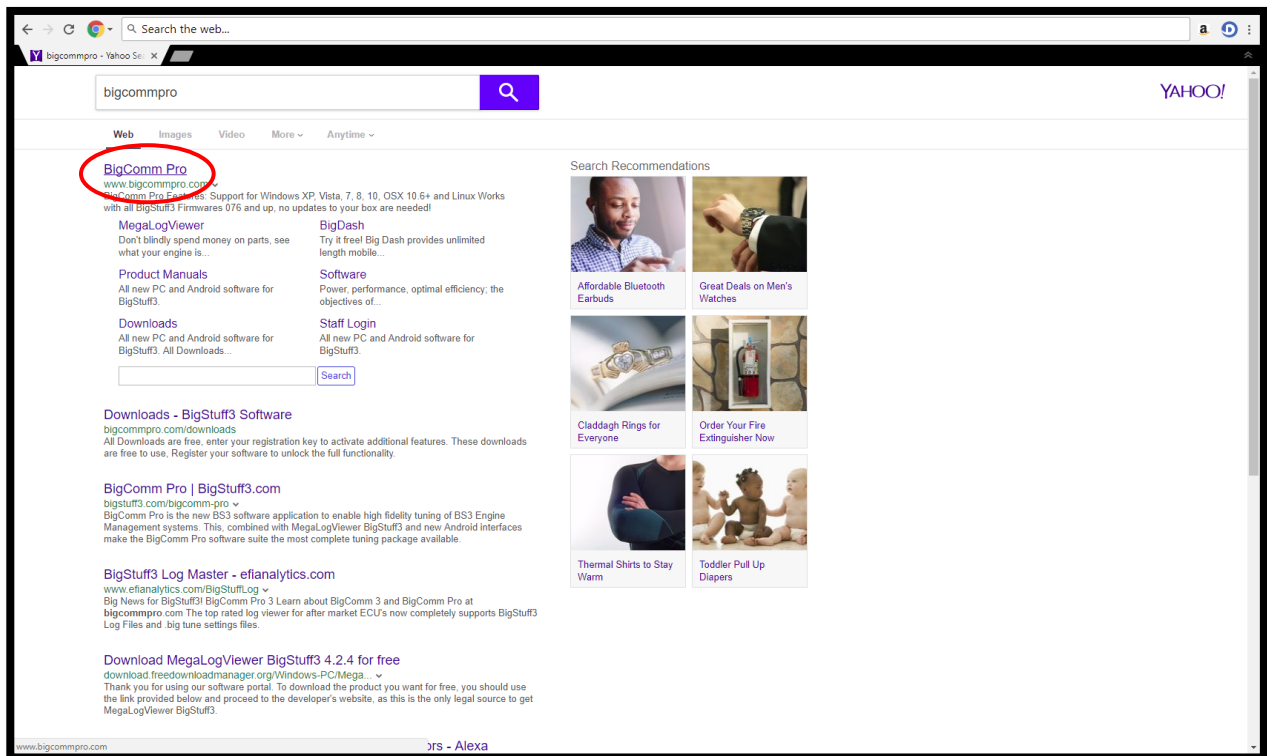 Search the web...
a
bigcommpro - Yahoo Se
bigcommpro
YAHOO!
Web Images Video More Anytime
BigComm Pro
www.bigcommpro.com
BigComm Pro Features: Support for Windows XP, Vista, 7, 8, 10, OSX 10.6+ and Linux Works
with all BigStuff3 Firmwares 076 and up, no updates to your box are needed!
MegaLogViewer
Don't blindly spend money on parts, see
what your engine is...
BigDash
Try it free! Big Dash provides unlimited
length mobile...
Product Manuals
All new PC and Android software for
BigStuff3.
Software
Power, performance, optimal efficiency; the
objectives of...
Downloads
All new PC and Android software for
BigStuff3. All Downloads...
Staff Login
All new PC and Android software for
BigStuff3.
Search
Downloads - BigStuff3 Software
bigcommpro.com/downloads
All Downloads are free, enter your registration key to activate additional features. These downloads
are free to use, Register your software to unlock the full functionality.
BigComm Pro | BigStuff3.com
bigstuff3.com/bigcomm-pro
BigComm Pro is the new BS3 software application to enable high fidelity tuning of BS3 Engine
Management systems. This, combined with MegaLogViewer BigStuff3 and new Android interfaces
make the BigComm Pro software suite the most complete tuning package available.
BigStuff3 Log Master - efianalytics.com
www.efianalytics.com/BigStuffLog
Big News for BigStuff3! BigComm Pro 3 Learn about BigComm 3 and BigComm Pro at
bigcommpro.com The top rated log viewer for after market ECU's now completely supports BigStuff3
Log Files and .big tune settings files.
Download MegaLogViewer BigStuff3 4.2.4 for free
download.freedownloadmanager.org/Windows-PC/Mega...
Thank you for using our software portal. To download the product you want for free, you should use
the link provided below and proceed to the developer's website, as this is the only legal source to get
MegaLogViewer BigStuff3.
www.bigcommpro.com
ors - Alexa
Search Recommendations
Affordable Bluetooth
Earbuds
Great Deals on Men's
Watches
Claddagh Rings for
Everyone
Order Your Fire
Extinguisher Now
Thermal Shirts to Stay
Warm
Toddler Pull Up
Diapers